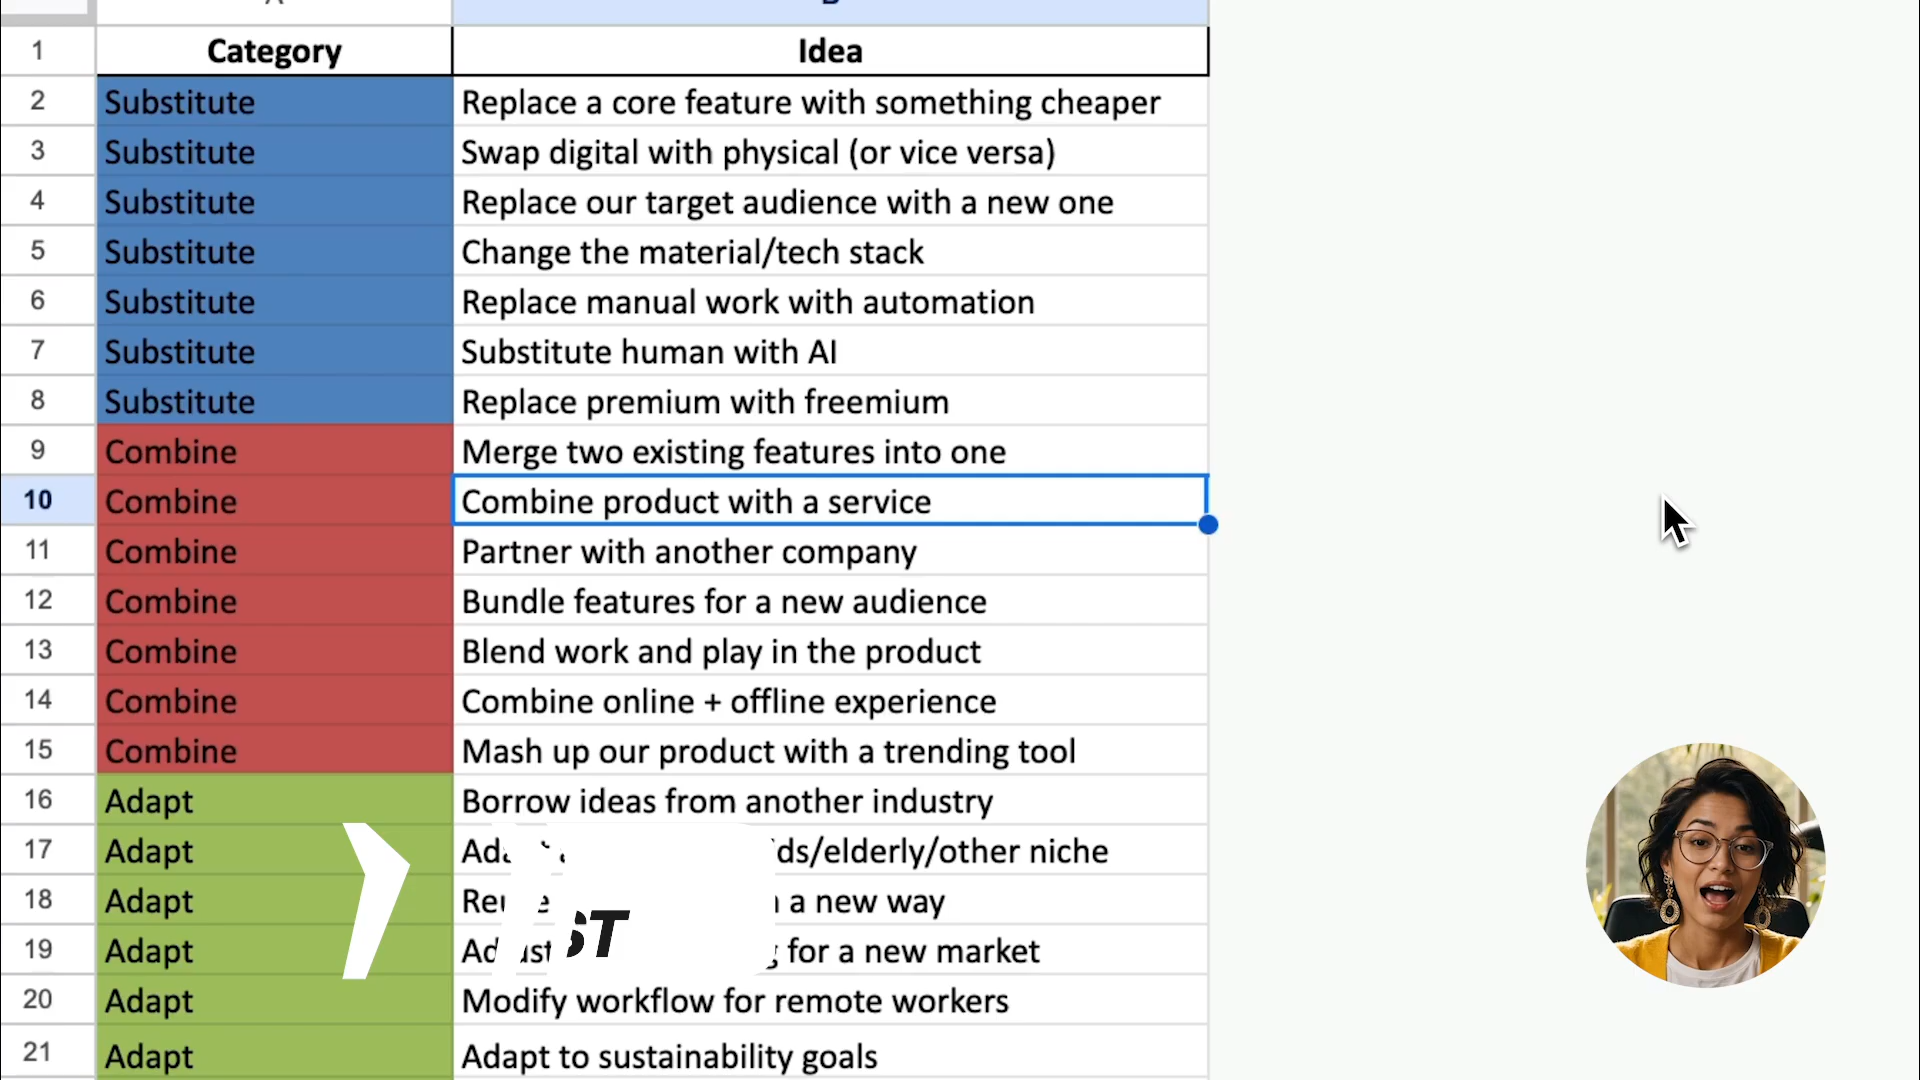 1 Category Idea
2 Substitute Replace a core feature with something cheaper
3 Substitute Swap digital with physical (or vice versa)
4 Substitute Replace our target audience with a new one
5 Substitute Change the material/tech stack
6 Substitute Replace manual work with automation
7 Substitute Substitute human with AI
8 Substitute Replace premium with freemium
9 Combine Merge two existing features into one
10 Combine Combine product with a service
11 Combine Partner with another company
12 Combine Bundle features for a new audience
13 Combine Blend work and play in the product
14 Combine Combine online + offline experience
15 Combine Mash up our product with a trending tool
16 Adapt Borrow ideas from another industry
17 Adapt ds/elderly/other niche
18 Adapt a new way
ST
19 Adapt for a new market
20 Adapt Modify workflow for remote workers
21 Adapt Adapt to sustainability goals